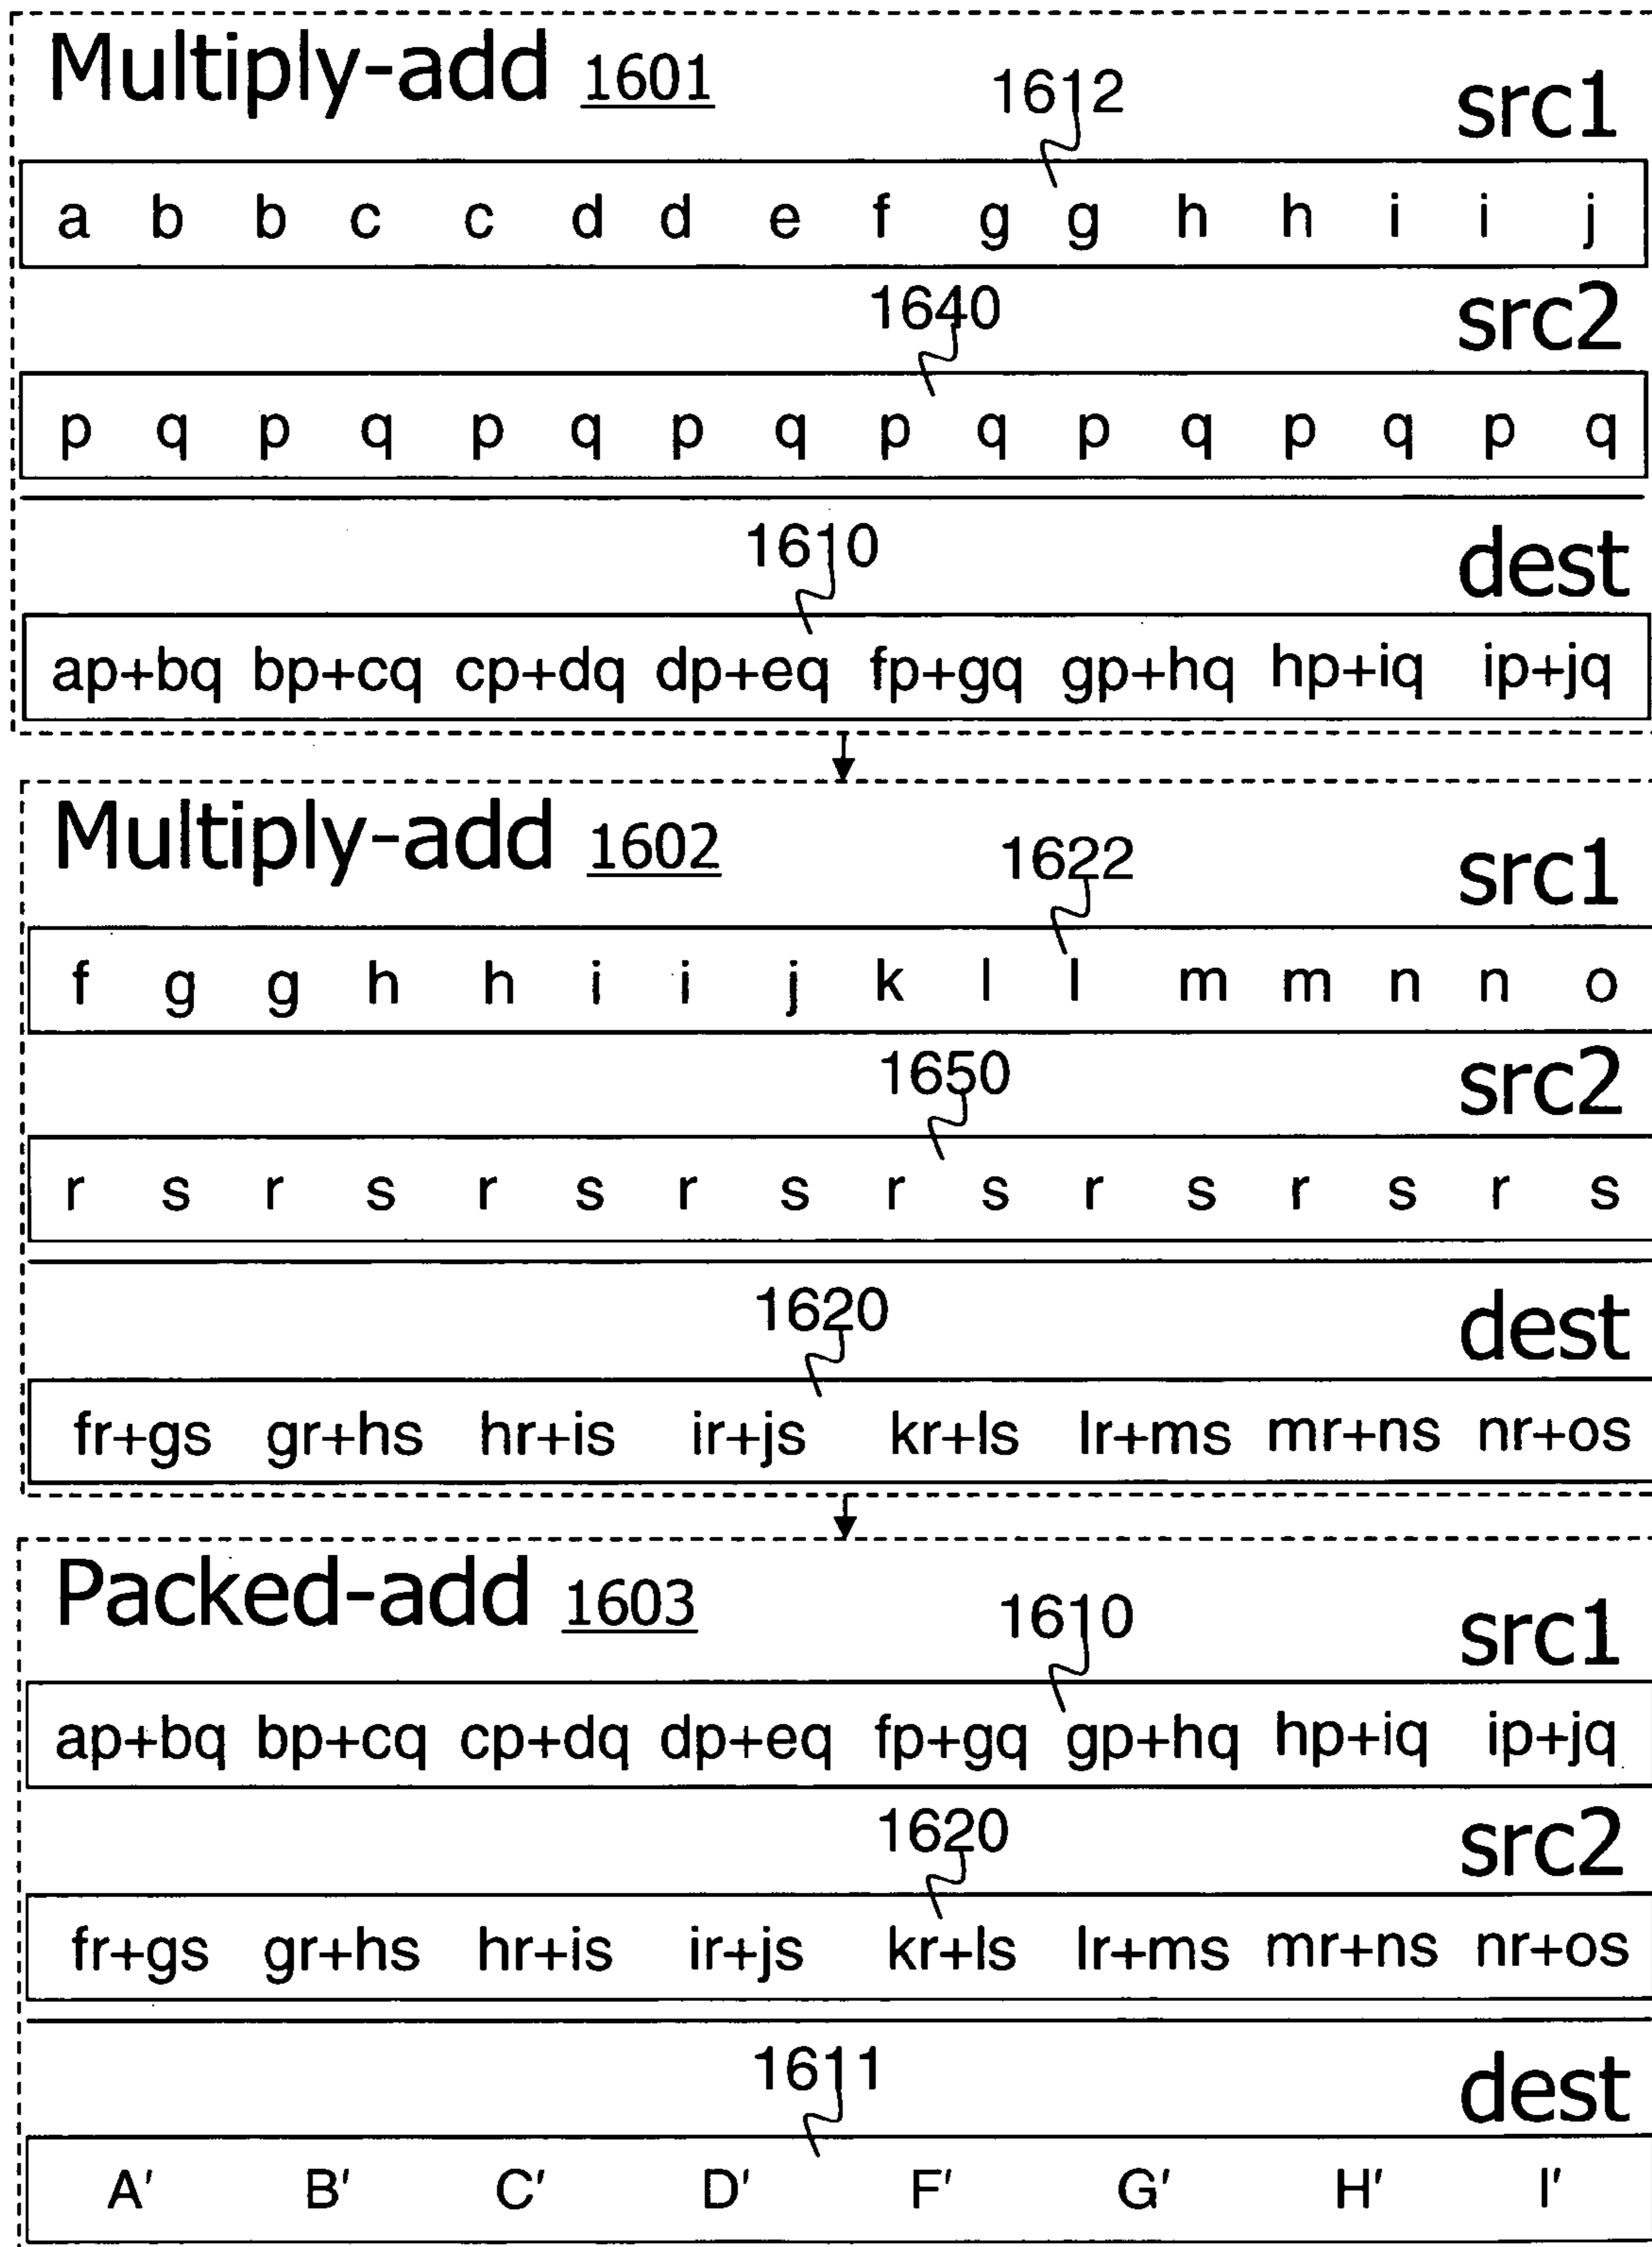 Multiply-add 1601 1612 src1
a b b c c d d e f g g h h i i j
1640 src2
p q p q p q p q p q p q p q p q
1610 dest
ap+bq bp+cq cp+dq dp+eq fp+gq gp+hq hp+iq ip+jq
Multiply-add 1602 1622 src1
f g g h h i i j k l l m m n n o
1650 src2
r s r s r s r s r s r s r s r s
1620 dest
fr+gs gr+hs hr+is ir+js kr+ls lr+ms mr+ns nr+os
Packed-add 1603 1610 src1
ap+bq bp+cq cp+dq dp+eq fp+gq gp+hq hp+iq ip+jq
1620 src2
fr+gs gr+hs hr+is ir+js kr+ls lr+ms mr+ns nr+os
1611 dest
A' B' C' D' F' G' H' I'